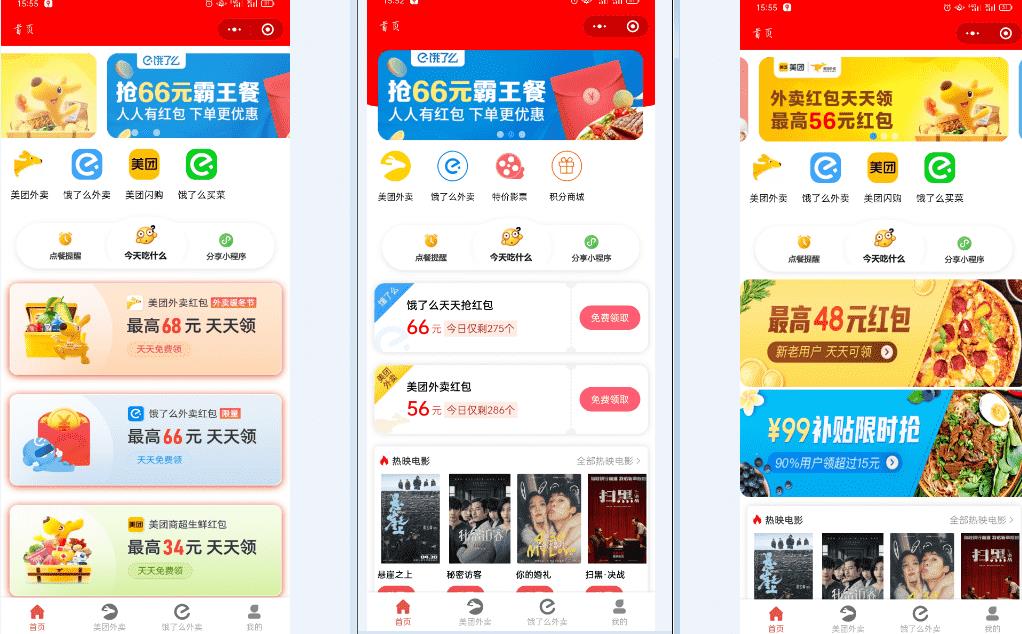 15:55
首页
饿了么
抢66元霸王餐
人人有红包 下单更优惠
美团外卖
饿了么外卖
美团
美团闪购
饿了么买菜
点餐提醒
今天吃什么
分享小程序
美团外卖红包 外卖暖冬节
最高68元 天天领
天天免费领
饿了么外卖红包 限量
最高66元 天天领
天天免费领
美团
美团商超生鲜红包
最高34元 天天领
天天免费领
首页
美团外卖
饿了么外卖
我的
15:52
首页
饿了么
抢66元霸王餐
人人有红包 下单更优惠
美团外卖
饿了么外卖
特价影票
积分商城
点餐提醒
今天吃什么
分享小程序
饿了么
饿了么天天抢红包
66元 今日仅剩275个
免费领取
美团外卖
美团外卖红包
56元 今日仅剩286个
免费领取
热映电影
全部热映电影 >
悬崖之上
秘密访客
你的婚礼
扫黑·决战
首页
美团外卖
饿了么外卖
我的
15:55
首页
美团
外卖红包天天领
最高56元红包
美团外卖
饿了么外卖
美团
美团闪购
饿了么买菜
点餐提醒
今天吃什么
分享小程序
最高48元红包
新老用户 天天可领
¥99补贴限时抢
90%用户领超过15元
热映电影
全部热映电影 >
扫黑
首页
美团外卖
饿了么外卖
我的